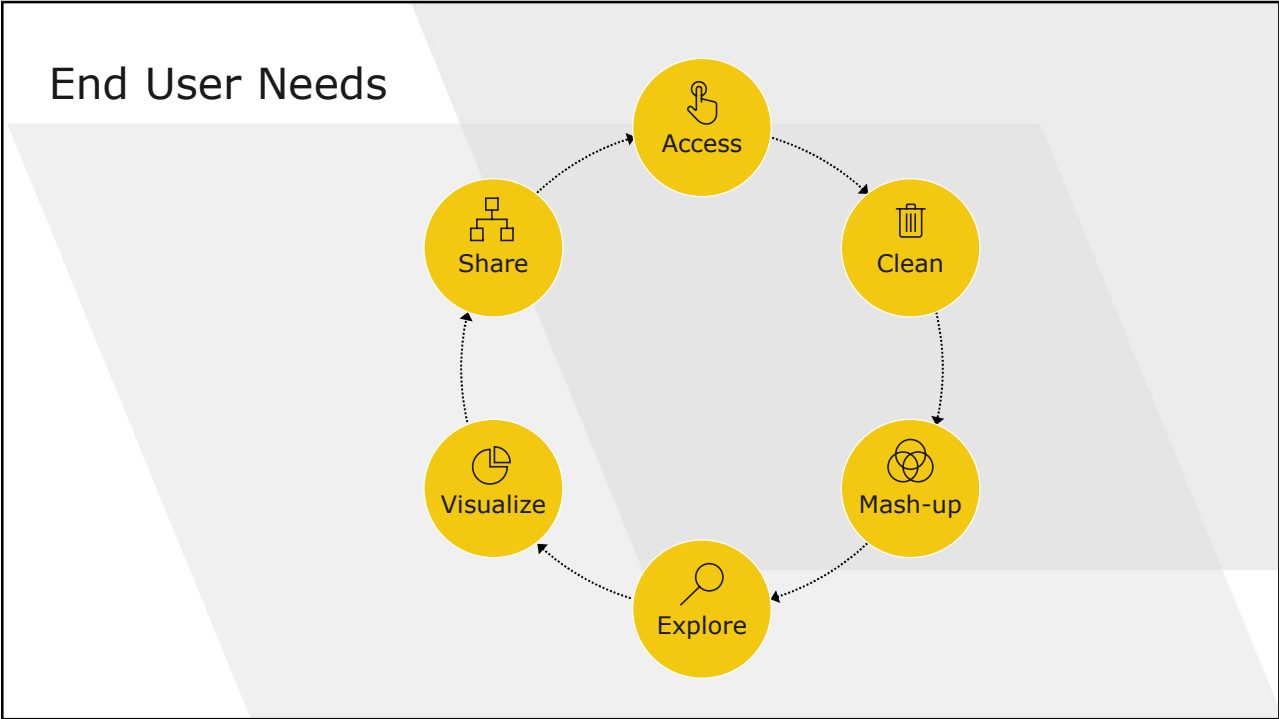 End User Needs
Access
Clean
Mash-up
Explore
Visualize
Share